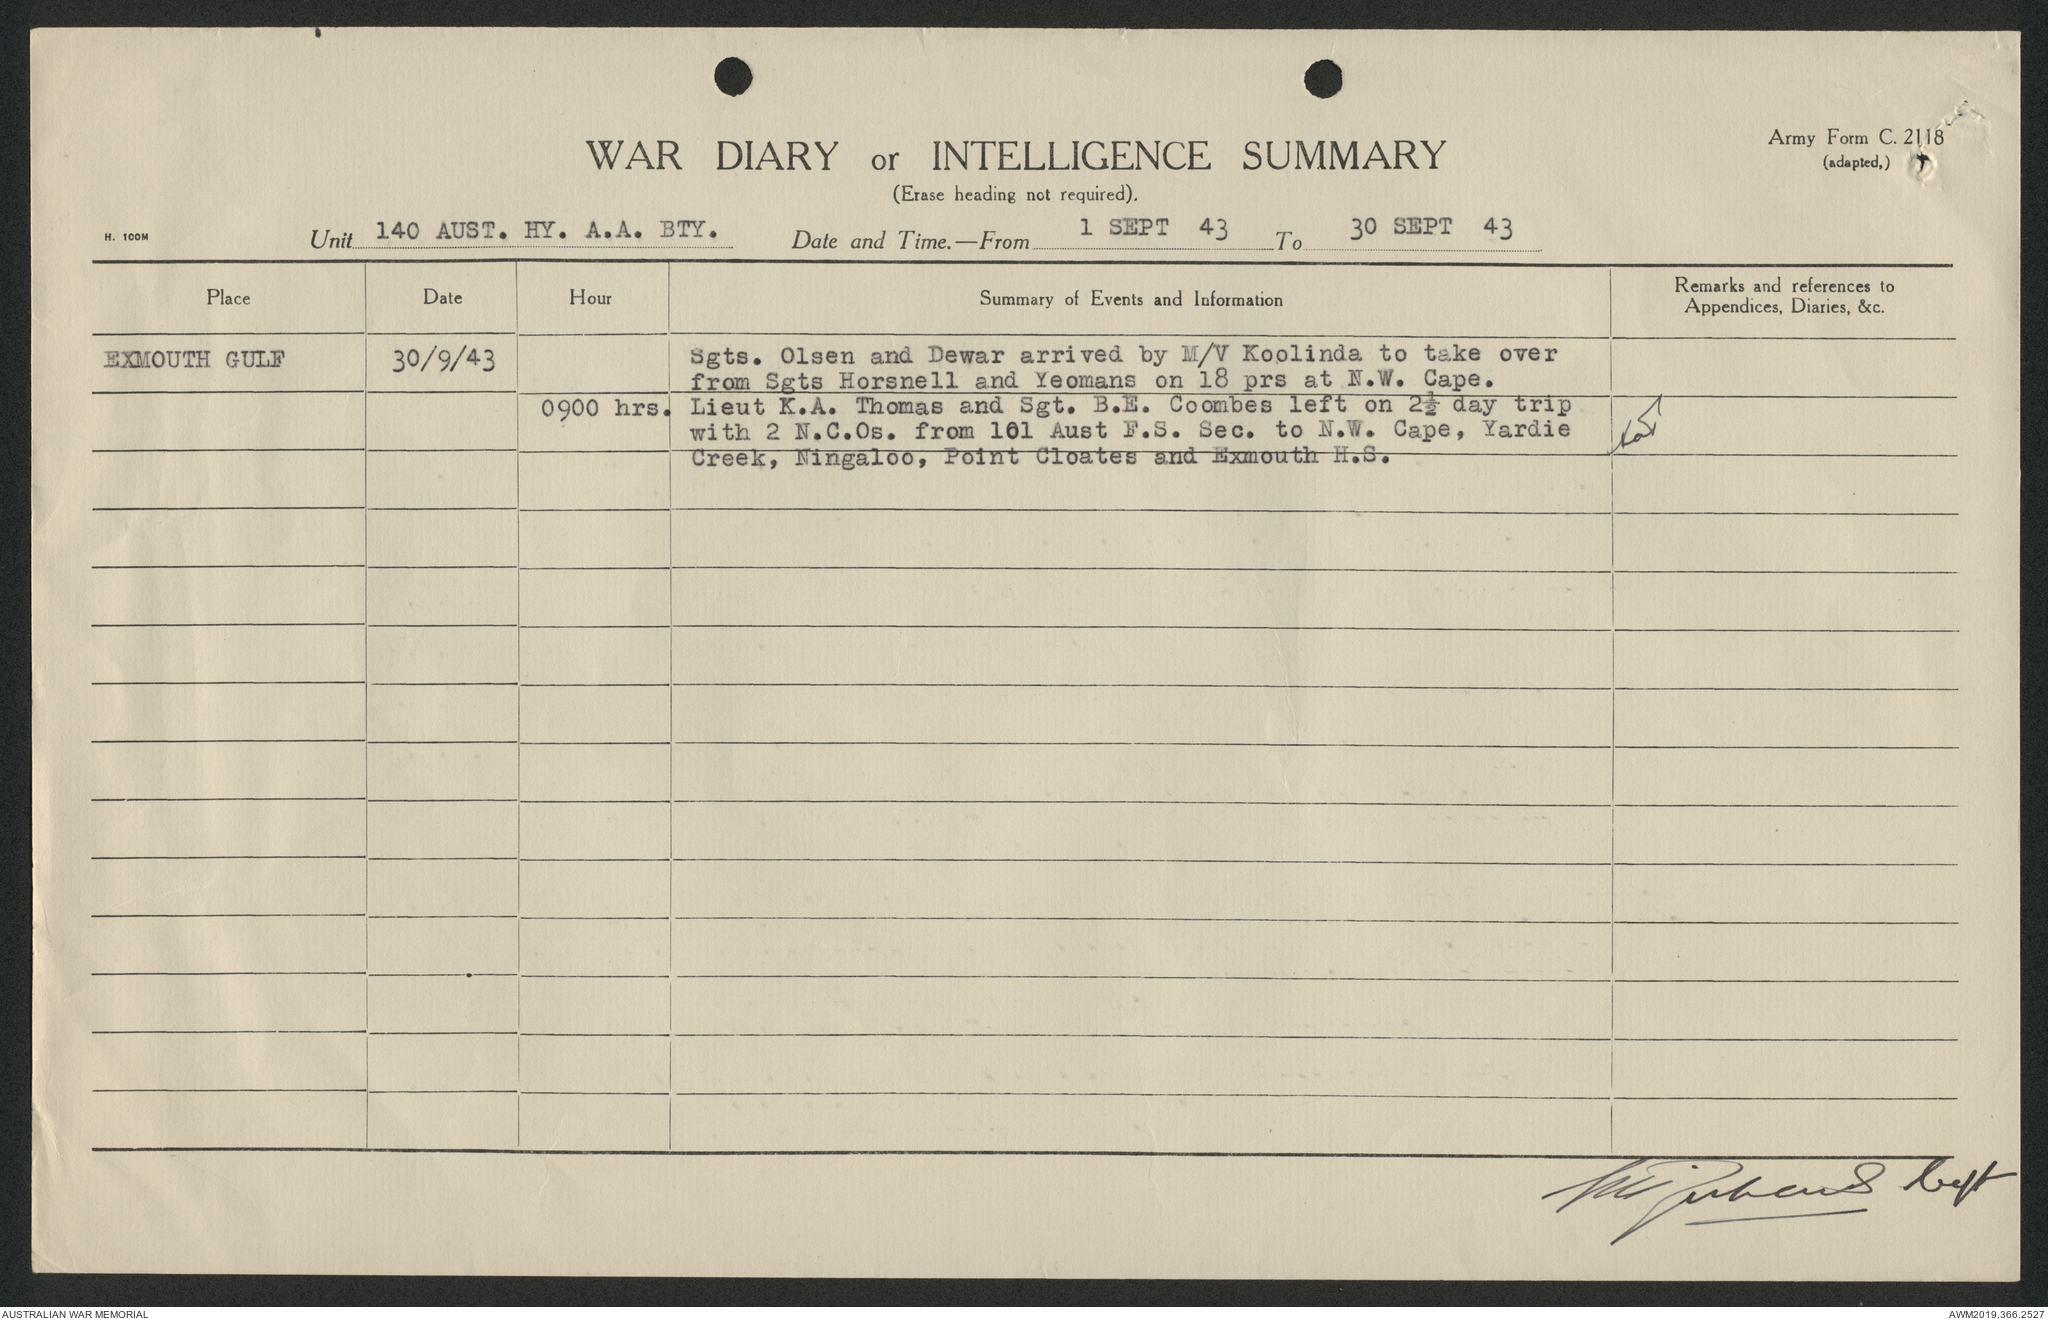 Army Form C. 2118
(adapted,)
WAR DIARY or INTELLIGENCE SUMMARY
(Erase heading not required).
H. 100M
Unit 140 AUST. HY. A.A. BTY. Date and Time.—From 1 SEPT 43 To 30 SEPT 43
Place Date Hour Summary of Events and Information Remarks and references to
Appendices, Diaries, &c.
EXMOUTH GULF 30/9/43 Sgts. Olsen and Dewar arrived by M/V Koolinda to take over
from Sgts Horsnell and Yeomans on 18 prs at N.W. Cape.
0900 hrs. Lieut K.A. Thomas and Sgt. B.E. Coombes left on 2½ day trip
with 2 N.C.Os. from 101 Aust F.S. Sec. to N.W. Cape, Yardie
Creek, Ningaloo, Point Cloates and Exmouth H.S.
AUSTRALIAN WAR MEMORIAL
AWM2019.366.2527